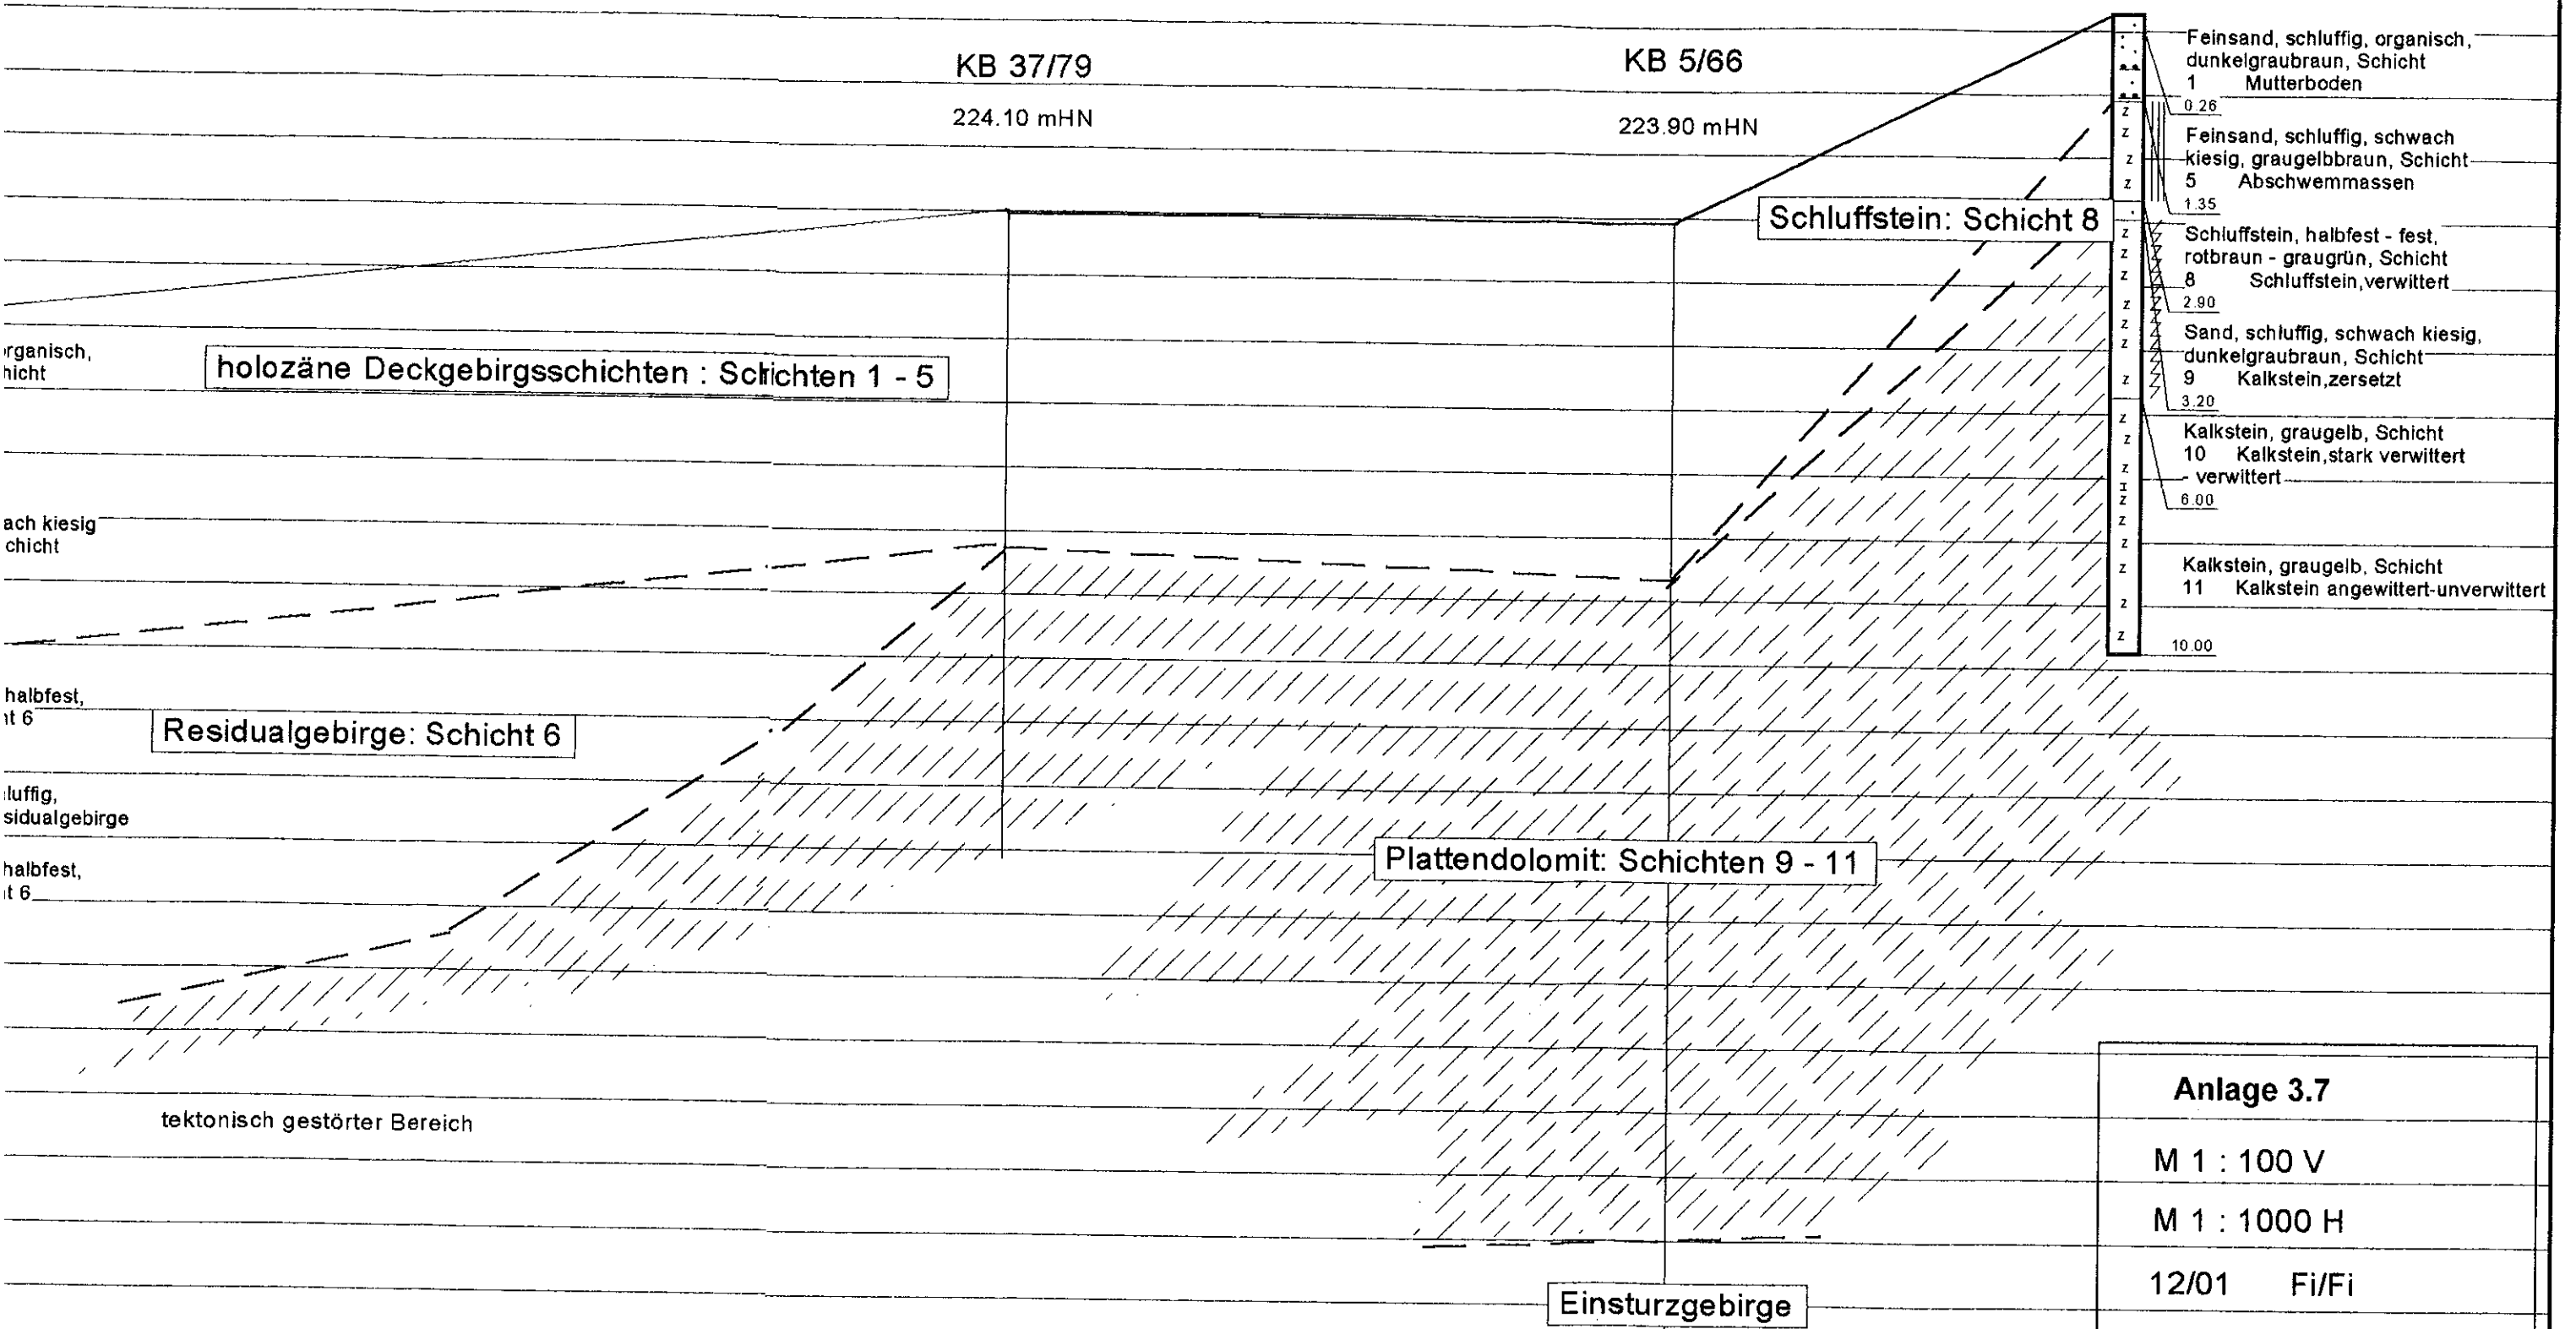 KB 37/79
224.10 mHN
KB 5/66
223.90 mHN
Feinsand, schluffig, organisch,
dunkelgraubraun, Schicht
1 Mutterboden
0.26
Feinsand, schluffig, schwach
kiesig, graugelbbraun, Schicht
5 Abschwemmassen
1.35
Schluffstein, halbfest - fest,
rotbraun - graugrün, Schicht
8 Schluffstein,verwittert
2.90
Sand, schluffig, schwach kiesig,
dunkelgraubraun, Schicht
9 Kalkstein,zersetzt
3.20
Kalkstein, graugelb, Schicht
10 Kalkstein,stark verwittert
- verwittert
6.00
Kalkstein, graugelb, Schicht
11 Kalkstein angewittert-unverwittert
10.00
Schluffstein: Schicht 8
rganisch,
hicht
holozäne Deckgebirgsschichten : Schichten 1 - 5
ach kiesig
chicht
halbfest,
t 6
Residualgebirge: Schicht 6
luffig,
sidualgebirge
halbfest,
t 6
Plattendolomit: Schichten 9 - 11
tektonisch gestörter Bereich
Einsturzgebirge
Anlage 3.7
M 1 : 100 V
M 1 : 1000 H
12/01 Fi/Fi